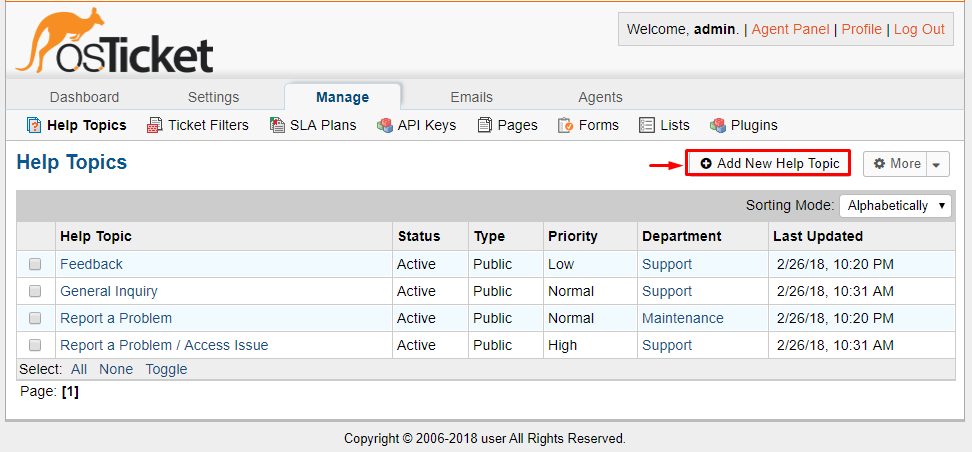 osTicket
Welcome, admin. | Agent Panel | Profile | Log Out
Dashboard Settings Manage Emails Agents
Help Topics Ticket Filters SLA Plans API Keys Pages Forms Lists Plugins
Help Topics Add New Help Topic More
Sorting Mode: Alphabetically
Help Topic Status Type Priority Department Last Updated
Feedback Active Public Low Support 2/26/18, 10:20 PM
General Inquiry Active Public Normal Support 2/26/18, 10:31 AM
Report a Problem Active Public Normal Maintenance 2/26/18, 10:20 PM
Report a Problem / Access Issue Active Public High Support 2/26/18, 10:31 AM
Select: All None Toggle
Page: [1]
Copyright © 2006-2018 user All Rights Reserved.